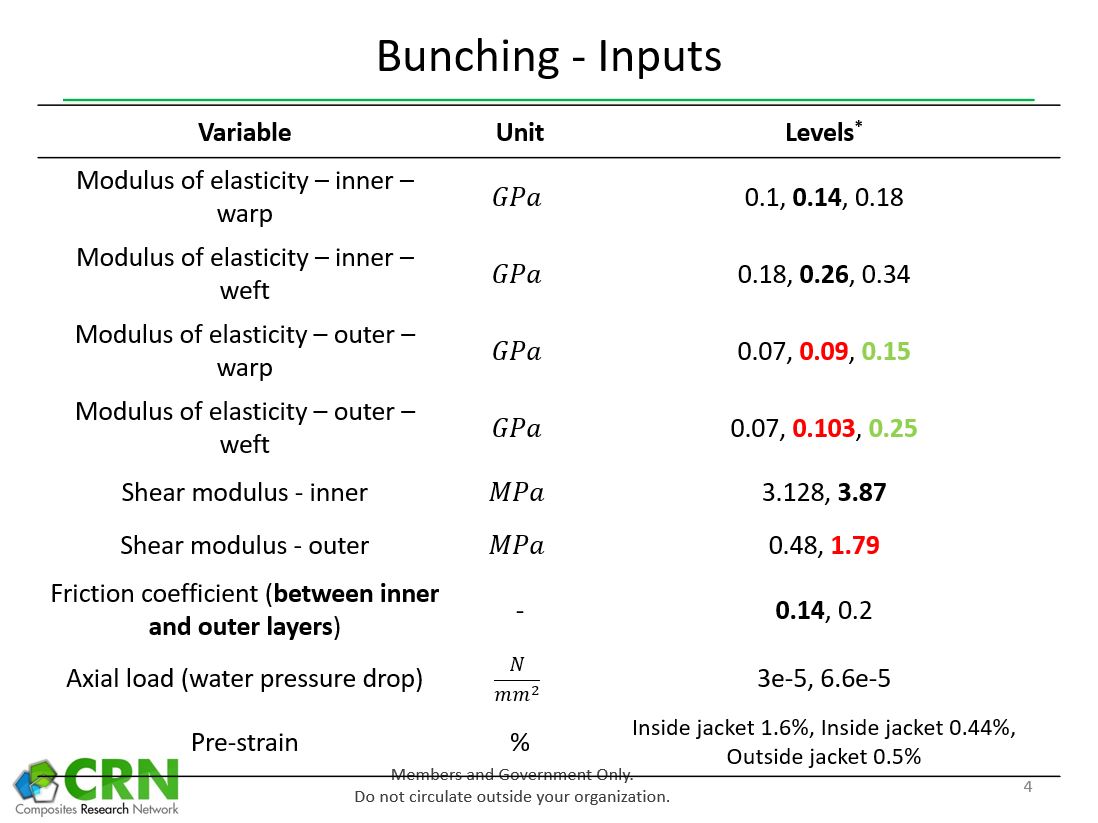 Bunching - Inputs
Variable Unit Levels*
Modulus of elasticity – inner –
warp
GPa 0.1, 0.14, 0.18
Modulus of elasticity – inner –
weft
GPa 0.18, 0.26, 0.34
Modulus of elasticity – outer –
warp
GPa 0.07, 0.09, 0.15
Modulus of elasticity – outer –
weft
GPa 0.07, 0.103, 0.25
Shear modulus - inner MPa 3.128, 3.87
Shear modulus - outer MPa 0.48, 1.79
Friction coefficient (between inner
and outer layers)
- 0.14, 0.2
Axial load (water pressure drop) N/mm² 3e-5, 6.6e-5
Pre-strain % Inside jacket 1.6%, Inside jacket 0.44%,
Outside jacket 0.5%
CRN
Composites Research Network
Members and Government Only.
Do not circulate outside your organization.
4